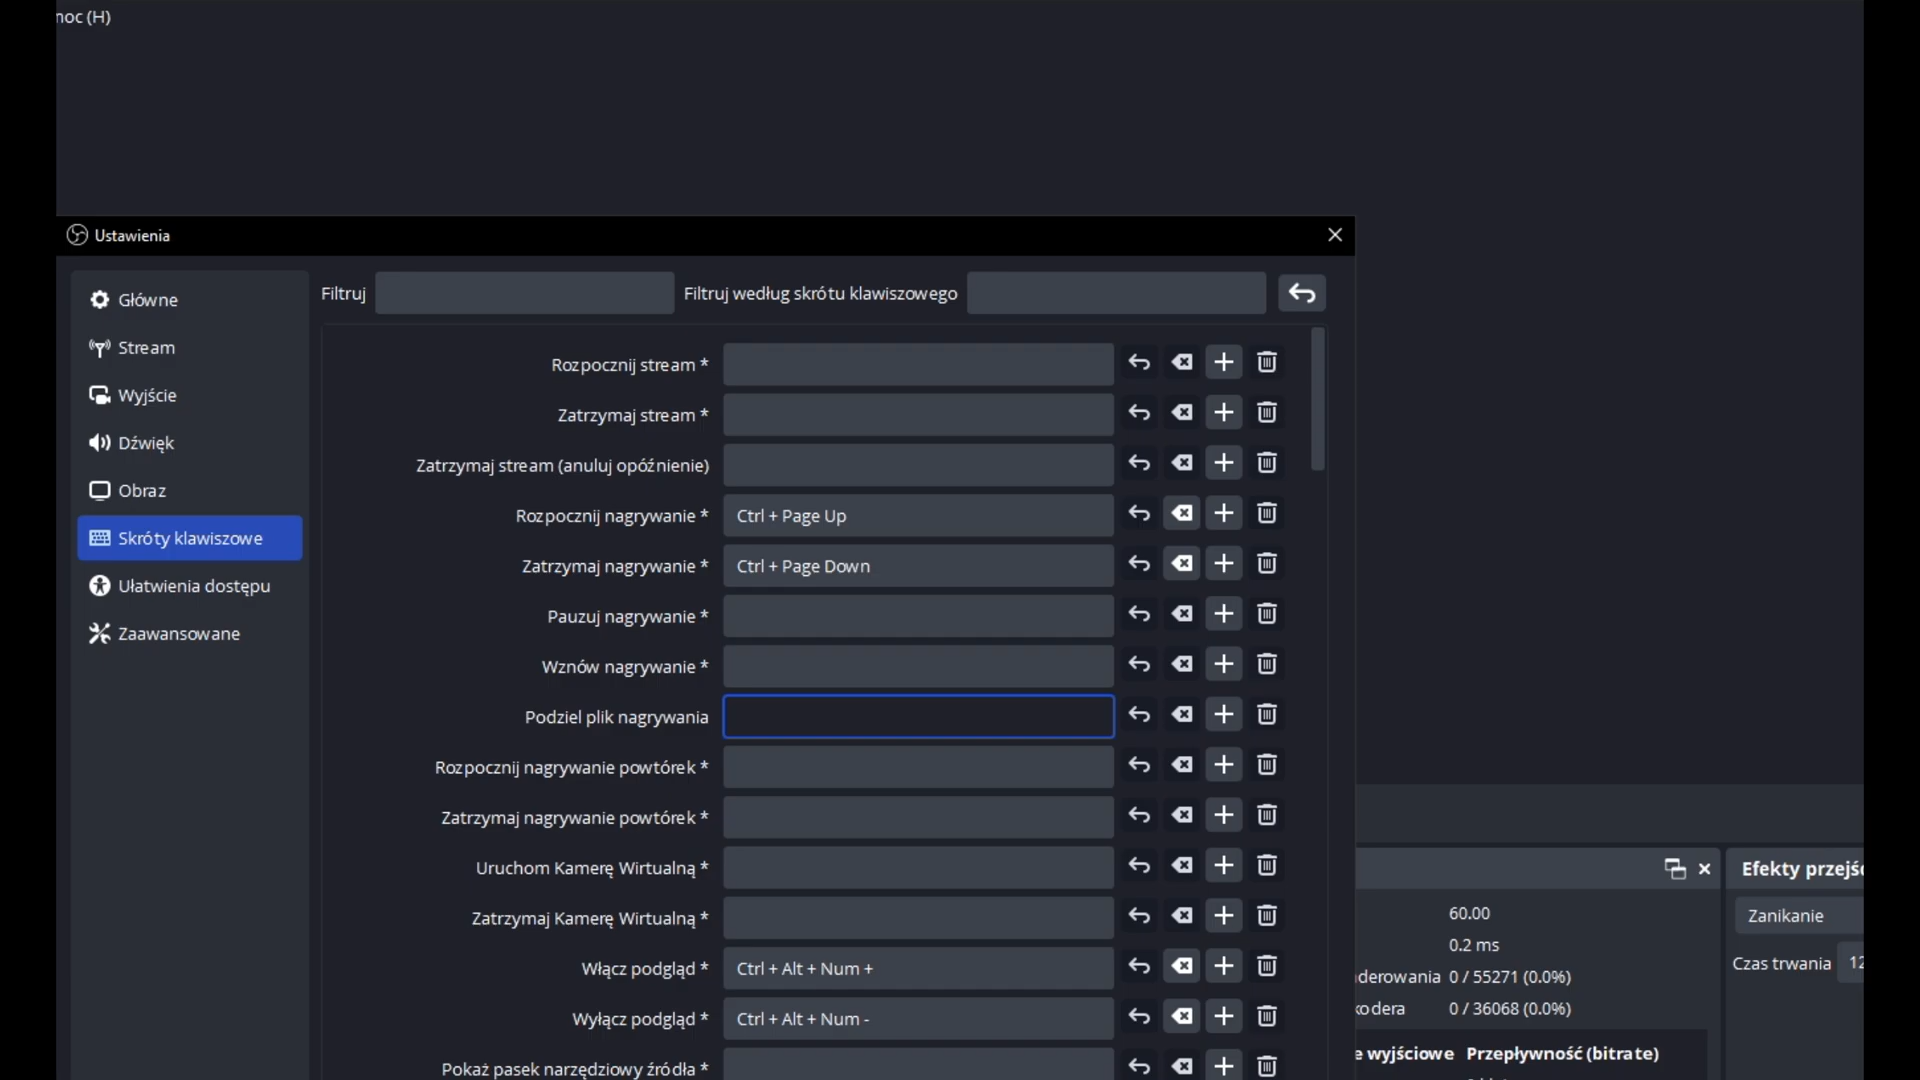 moc (H)
Ustawienia
Główne
Stream
Wyjście
Dźwięk
Obraz
Skróty klawiszowe
Ułatwienia dostępu
Zaawansowane
Filtruj
Filtruj według skrótu klawiszowego
Rozpocznij stream *
Zatrzymaj stream *
Zatrzymaj stream (anuluj opóźnienie)
Rozpocznij nagrywanie * Ctrl + Page Up
Zatrzymaj nagrywanie * Ctrl + Page Down
Pauzuj nagrywanie *
Wznów nagrywanie *
Podziel plik nagrywania
Rozpocznij nagrywanie powtórek *
Zatrzymaj nagrywanie powtórek *
Uruchom Kamerę Wirtualną *
Zatrzymaj Kamerę Wirtualną *
Włącz podgląd * Ctrl + Alt + Num +
Wyłącz podgląd * Ctrl + Alt + Num -
Pokaż pasek narzędziowy źródła *
60.00
0.2 ms
derowania 0 / 55271 (0.0%)
kodera 0 / 36068 (0.0%)
e wyjściowe Przepływność (bitrate)
Efekty przejś
Zanikanie
Czas trwania 12